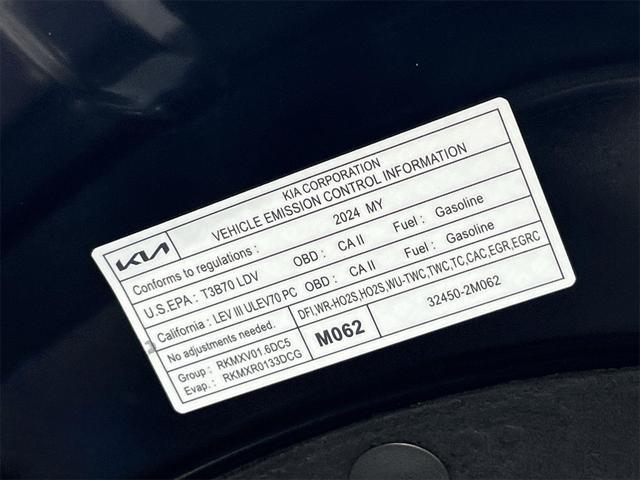 KIA CORPORATION
KIA VEHICLE EMISSION CONTROL INFORMATION
Conforms to regulations : 2024 MY
U.S.EPA : T3B70 LDV OBD : CA II Fuel : Gasoline
California : LEV III ULEV70 PC OBD : CA II Fuel : Gasoline
No adjustments needed. DFI,WR-HO2S,HO2S,WU-TWC,TWC,TC,CAC,EGR,EGRC
Group : RKMXV01.6DC5 M062 32450-2M062
Evap. : RKMXR0133DCG